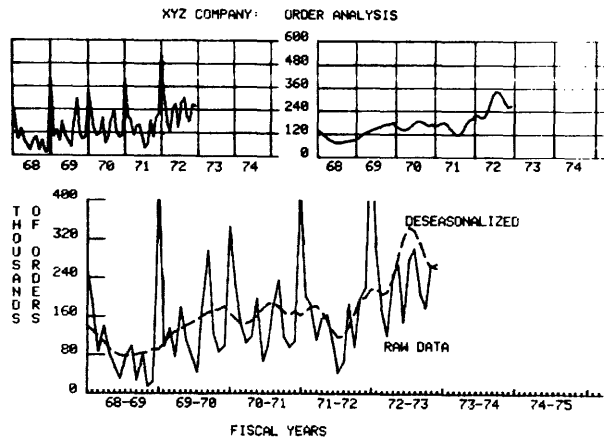 XYZ COMPANY: ORDER ANALYSIS
600
480
360
240
120
0
68 69 70 71 72 73 74
68 69 70 71 72 73 74
THOUSANDS
OF ORDERS
400
320
240
160
80
0
DESEASONALIZED
RAW DATA
68-69 69-70 70-71 71-72 72-73 73-74 74-75
FISCAL YEARS